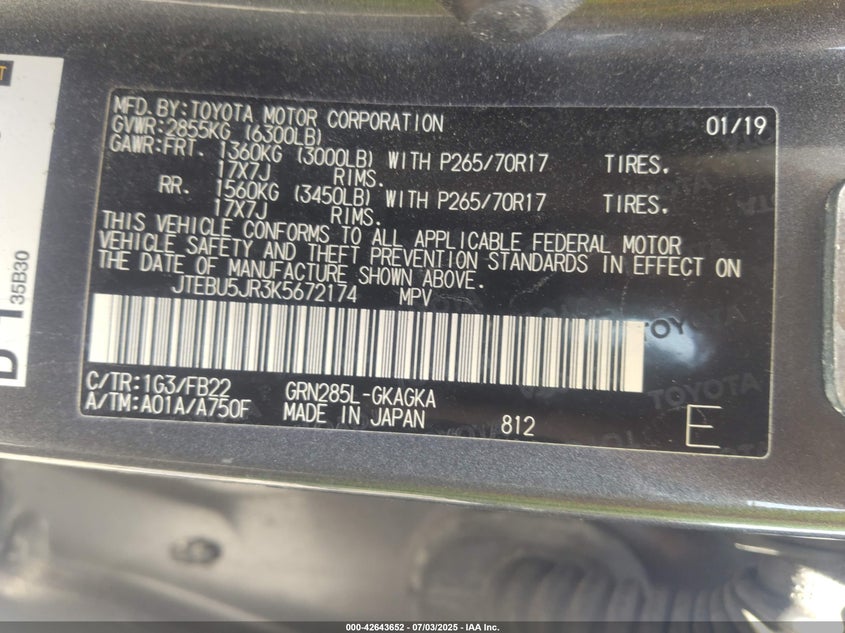 MFD.BY:TOYOTA MOTOR CORPORATION 01/19
GVWR:2855KG (6300LB)
GAWR:FRT. 1360KG (3000LB) WITH P265/70R17 TIRES.
17X7J RIMS.
RR. 1560KG (3450LB) WITH P265/70R17 TIRES.
17X7J RIMS.
THIS VEHICLE CONFORMS TO ALL APPLICABLE FEDERAL MOTOR
VEHICLE SAFETY AND THEFT PREVENTION STANDARDS IN EFFECT ON
THE DATE OF MANUFACTURE SHOWN ABOVE.
JTEBU5JR3K5672174 MPV
C/TR:1G3/FB22 GRN285L-GKAGKA
A/TM:A01A/A750F MADE IN JAPAN 812 E
35B30
TOYOTA
TOYOTA
000-42643652 - 07/03/2025 - IAA Inc.